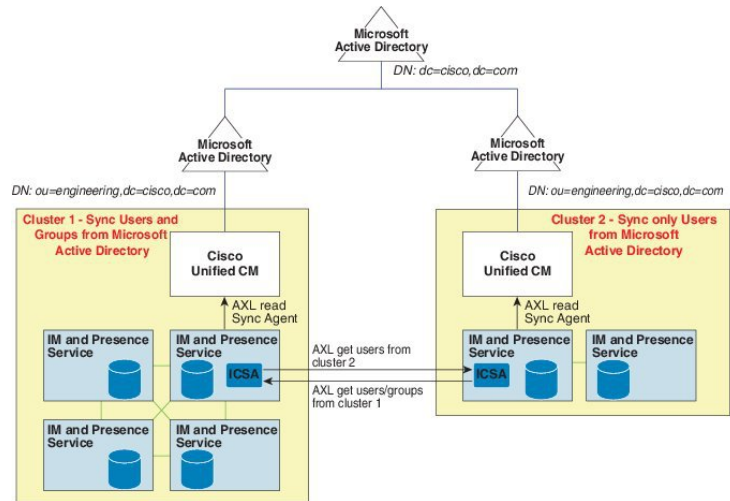 Microsoft
Active Directory
DN: dc=cisco,dc=com
Microsoft
Active Directory
Microsoft
Active Directory
DN: ou=engineering,dc=cisco,dc=com
DN: ou=engineering,dc=cisco,dc=com
Cluster 1 - Sync Users and
Groups from Microsoft
Active Directory
Cisco
Unified CM
AXL read
Sync Agent
IM and Presence
Service
IM and Presence
Service
ICSA
IM and Presence
Service
IM and Presence
Service
AXL get users from
cluster 2
AXL get users/groups
from cluster 1
Cluster 2 - Sync only Users
from Microsoft
Active Directory
Cisco
Unified CM
AXL read
Sync Agent
IM and Presence
Service
ICSA
IM and Presence
Service